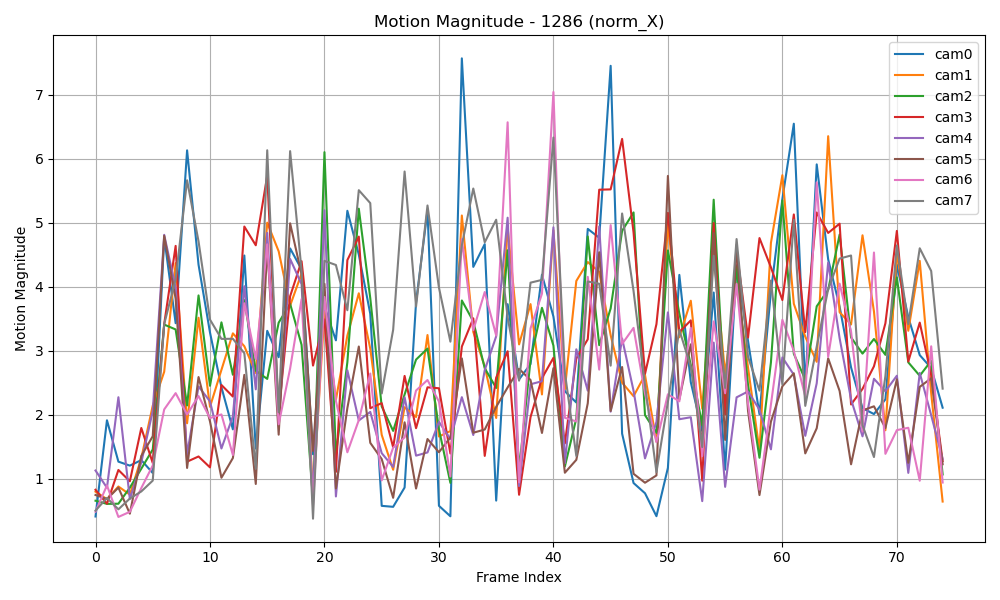 Motion Magnitude - 1286 (norm_X)
Motion Magnitude
7
6
5
4
3
2
1
0
10
20
30
40
50
60
70
Frame Index
cam0
cam1
cam2
cam3
cam4
cam5
cam6
cam7